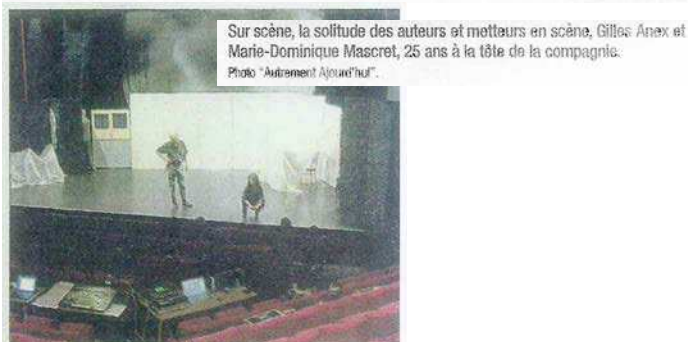 Sur scène, la solitude des auteurs et metteurs en scène, Gilles Anex et
Marie-Dominique Mascret, 25 ans à la tête de la compagnie.
Photo "Autrement Aujourd'hui".